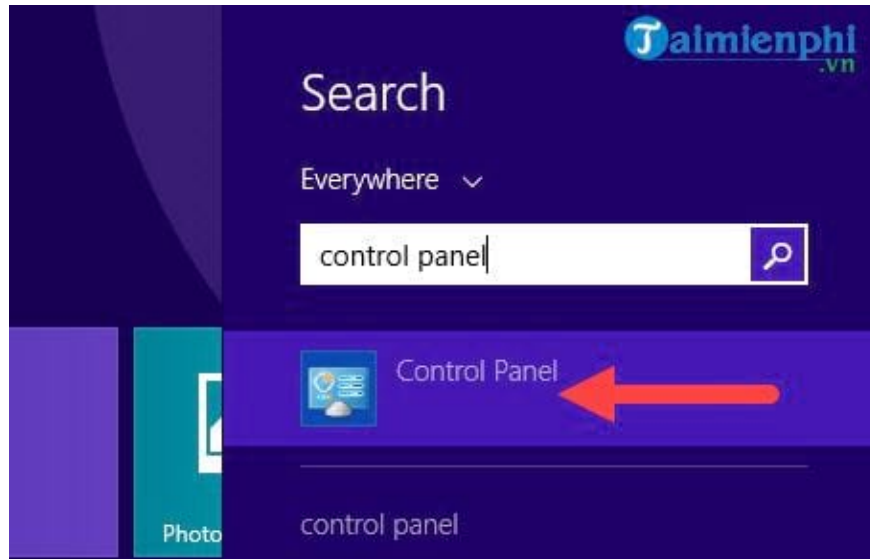 Taimienphi
.vn
Search
Everywhere
control panel
Control Panel
Photo
control panel